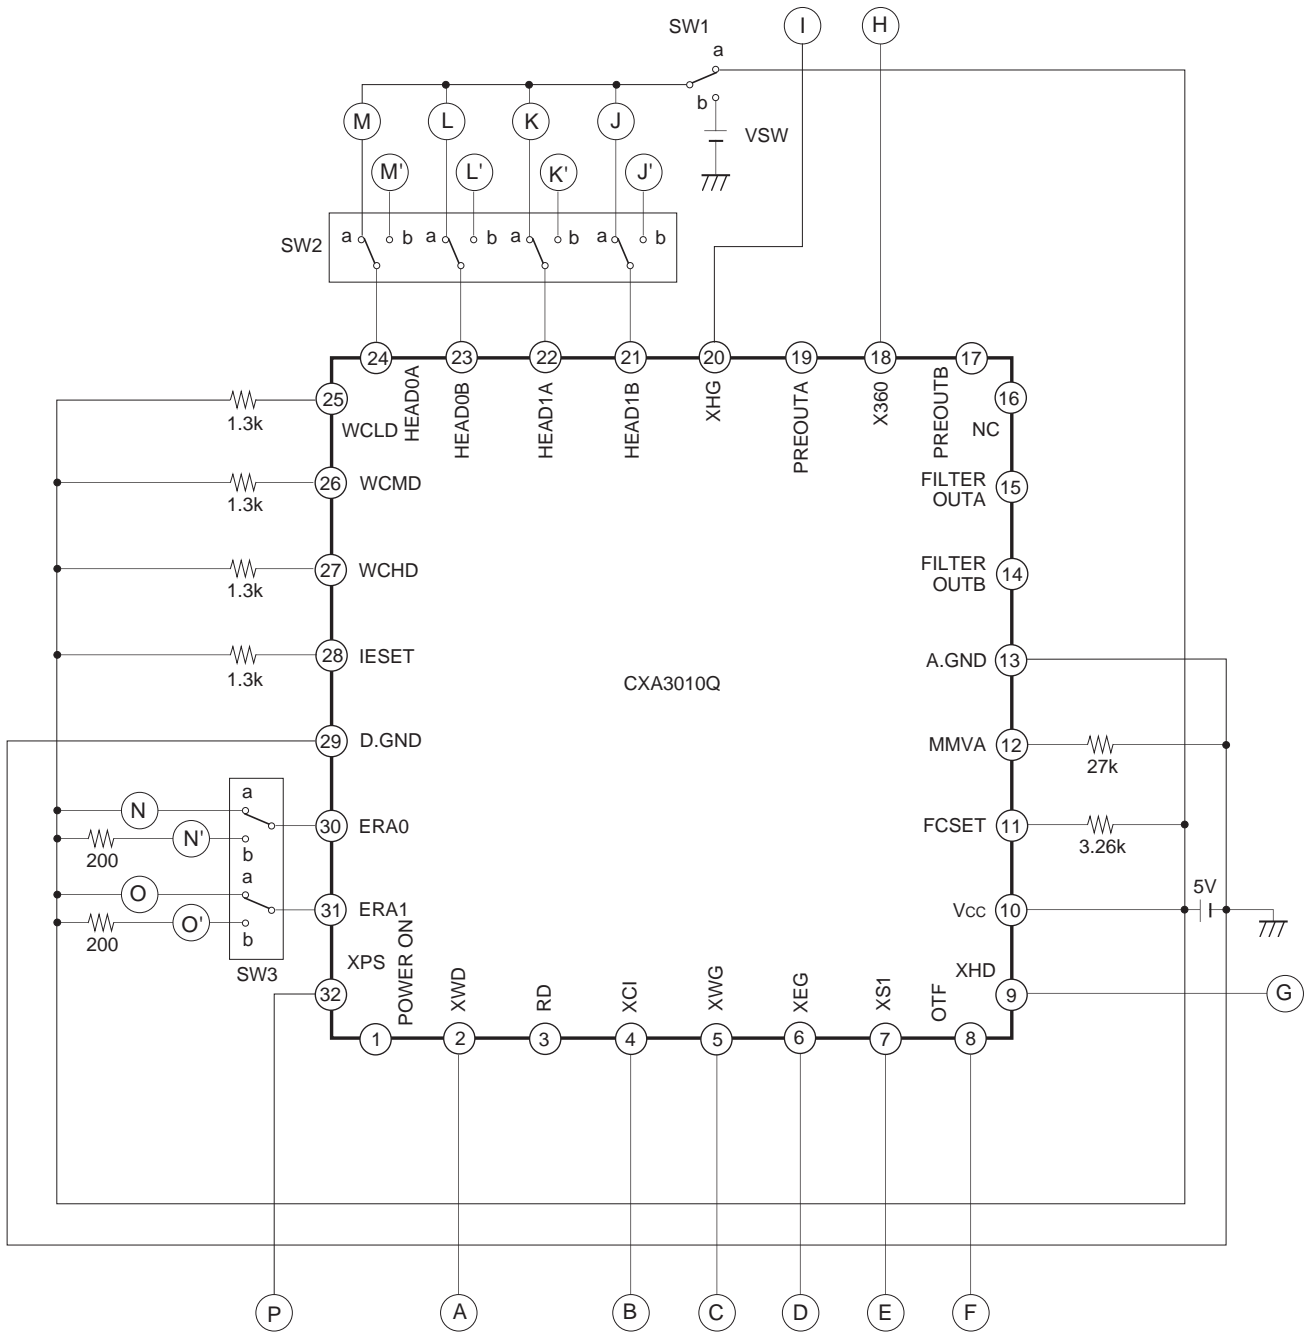 SW1
I
H
a
b
VSW
M
L
K
J
M'
L'
K'
J'
SW2
a
b
a
b
a
b
a
b
24
23
22
21
20
19
18
17
HEAD0A
HEAD0B
HEAD1A
HEAD1B
XHG
PREOUTA
X360
PREOUTB
25
1.3k
WCLD
16
NC
26
1.3k
WCMD
FILTER
OUTA
15
27
1.3k
WCHD
FILTER
OUTB
14
28
1.3k
IESET
A.GND
13
CXA3010Q
29
D.GND
MMVA
12
27k
N
a
30
ERA0
FCSET
11
3.26k
200
N'
b
O
a
31
ERA1
Vcc
10
5V
200
O'
b
SW3
XPS
32
XHD
9
G
POWER ON
XWD
RD
XCI
XWG
XEG
XS1
OTF
1
2
3
4
5
6
7
8
P
A
B
C
D
E
F